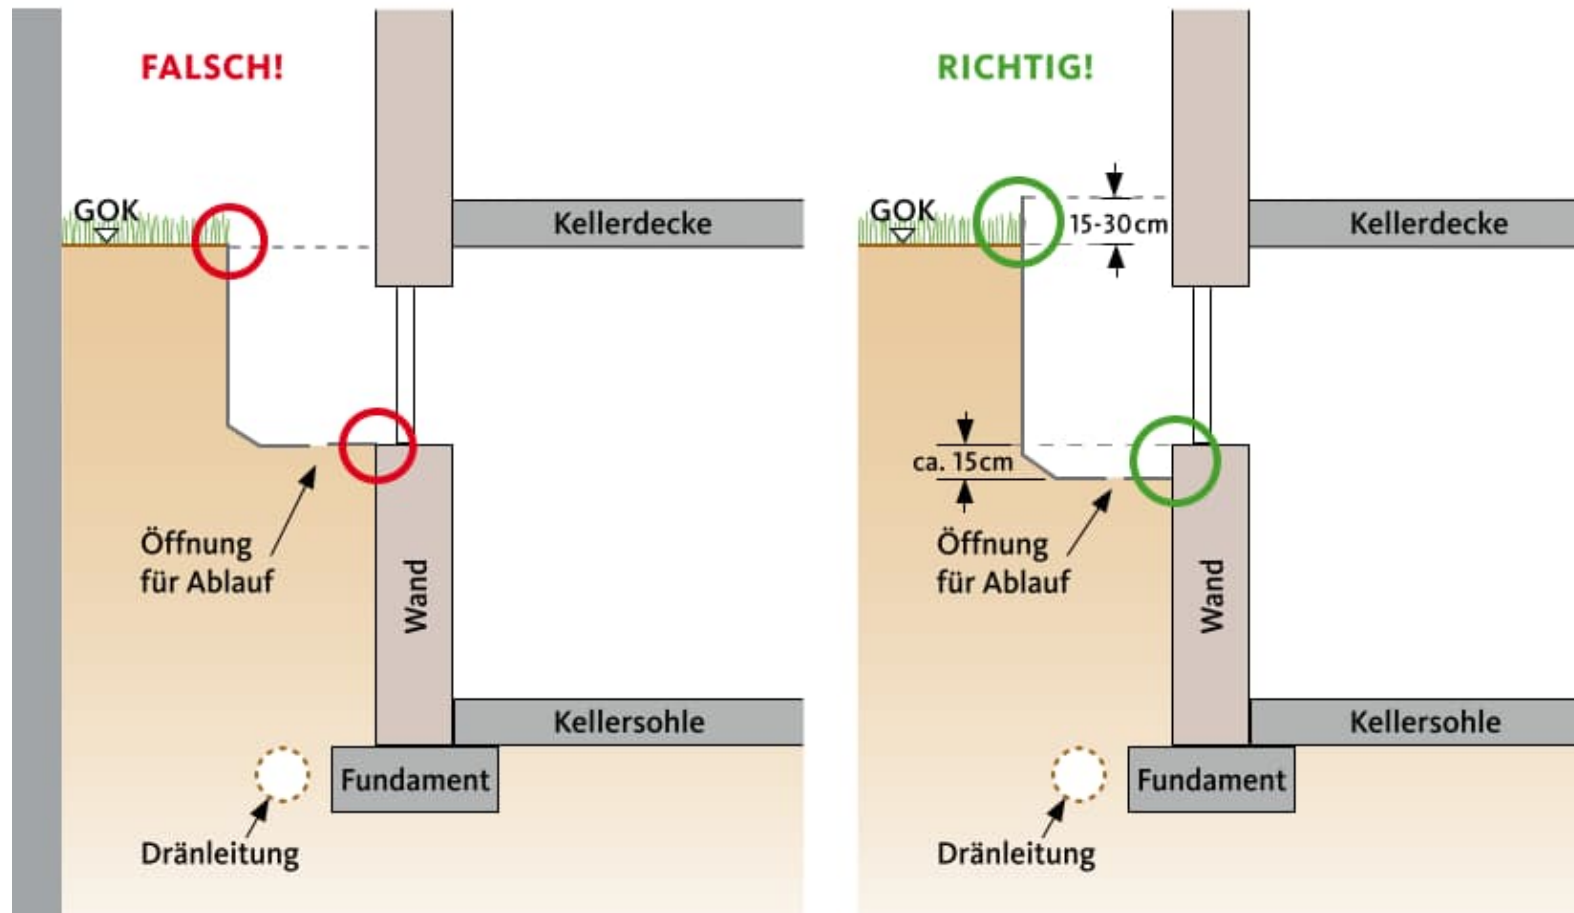 FALSCH!
GOK
Kellerdecke
Öffnung
für Ablauf
Wand
Kellersohle
Fundament
Dränleitung
RICHTIG!
GOK
15-30cm
Kellerdecke
ca. 15cm
Öffnung
für Ablauf
Wand
Kellersohle
Fundament
Dränleitung